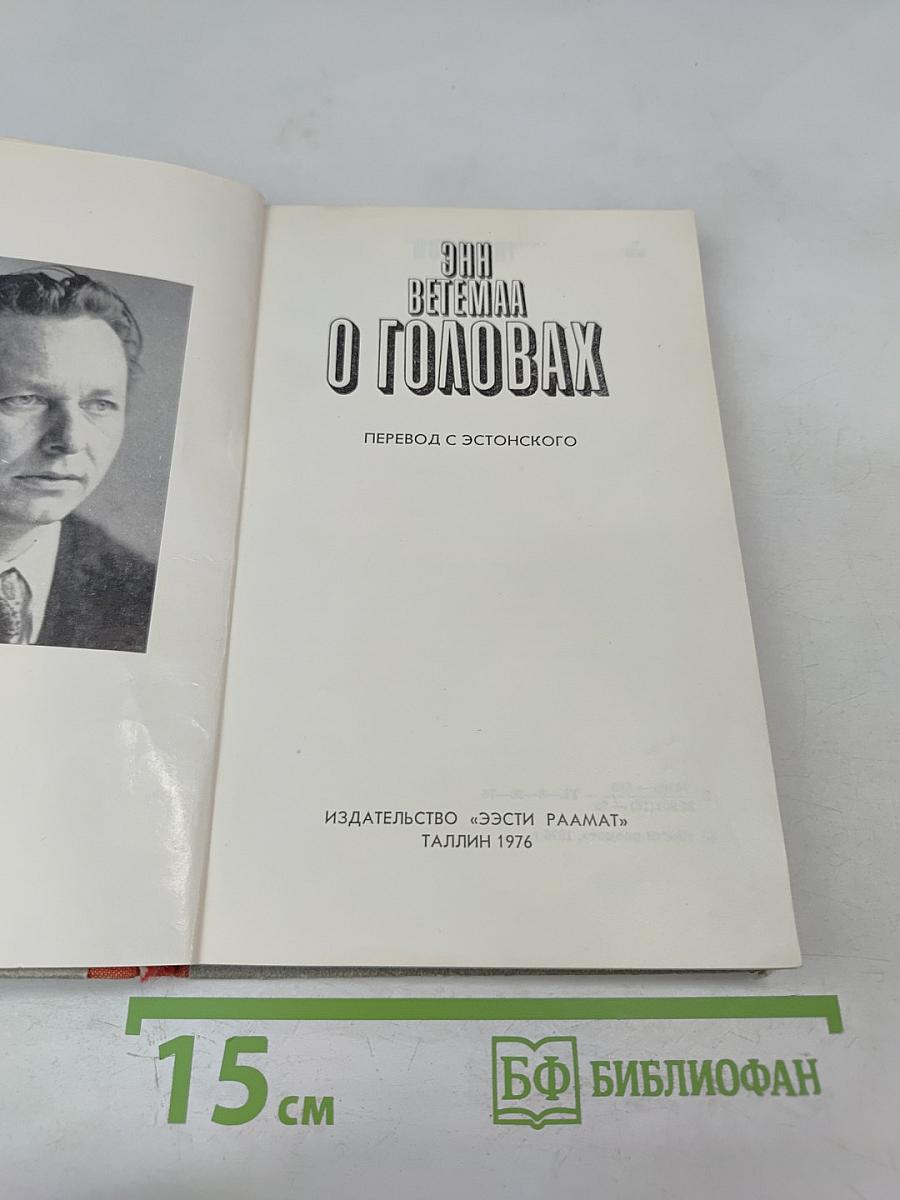 ЭНН
ВЕТЕМАА
О ГОЛОВАХ
ПЕРЕВОД С ЭСТОНСКОГО
ИЗДАТЕЛЬСТВО «ЭЭСТИ РААМАТ»
ТАЛЛИН 1976
15 см
БФ БИБЛИОФАН